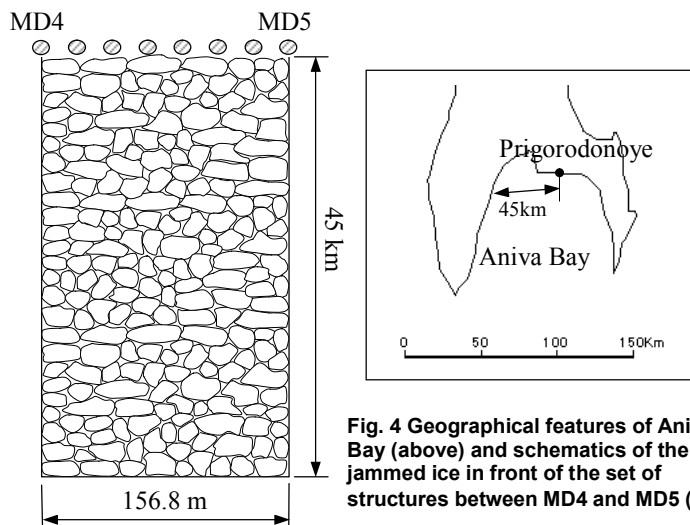 MD4 MD5
45 km
156.8 m
Prigorodonoye
45km
Aniva Bay
0 50 100 150Km
Fig. 4 Geographical features of Ani
Bay (above) and schematics of the
jammed ice in front of the set of
structures between MD4 and MD5 (